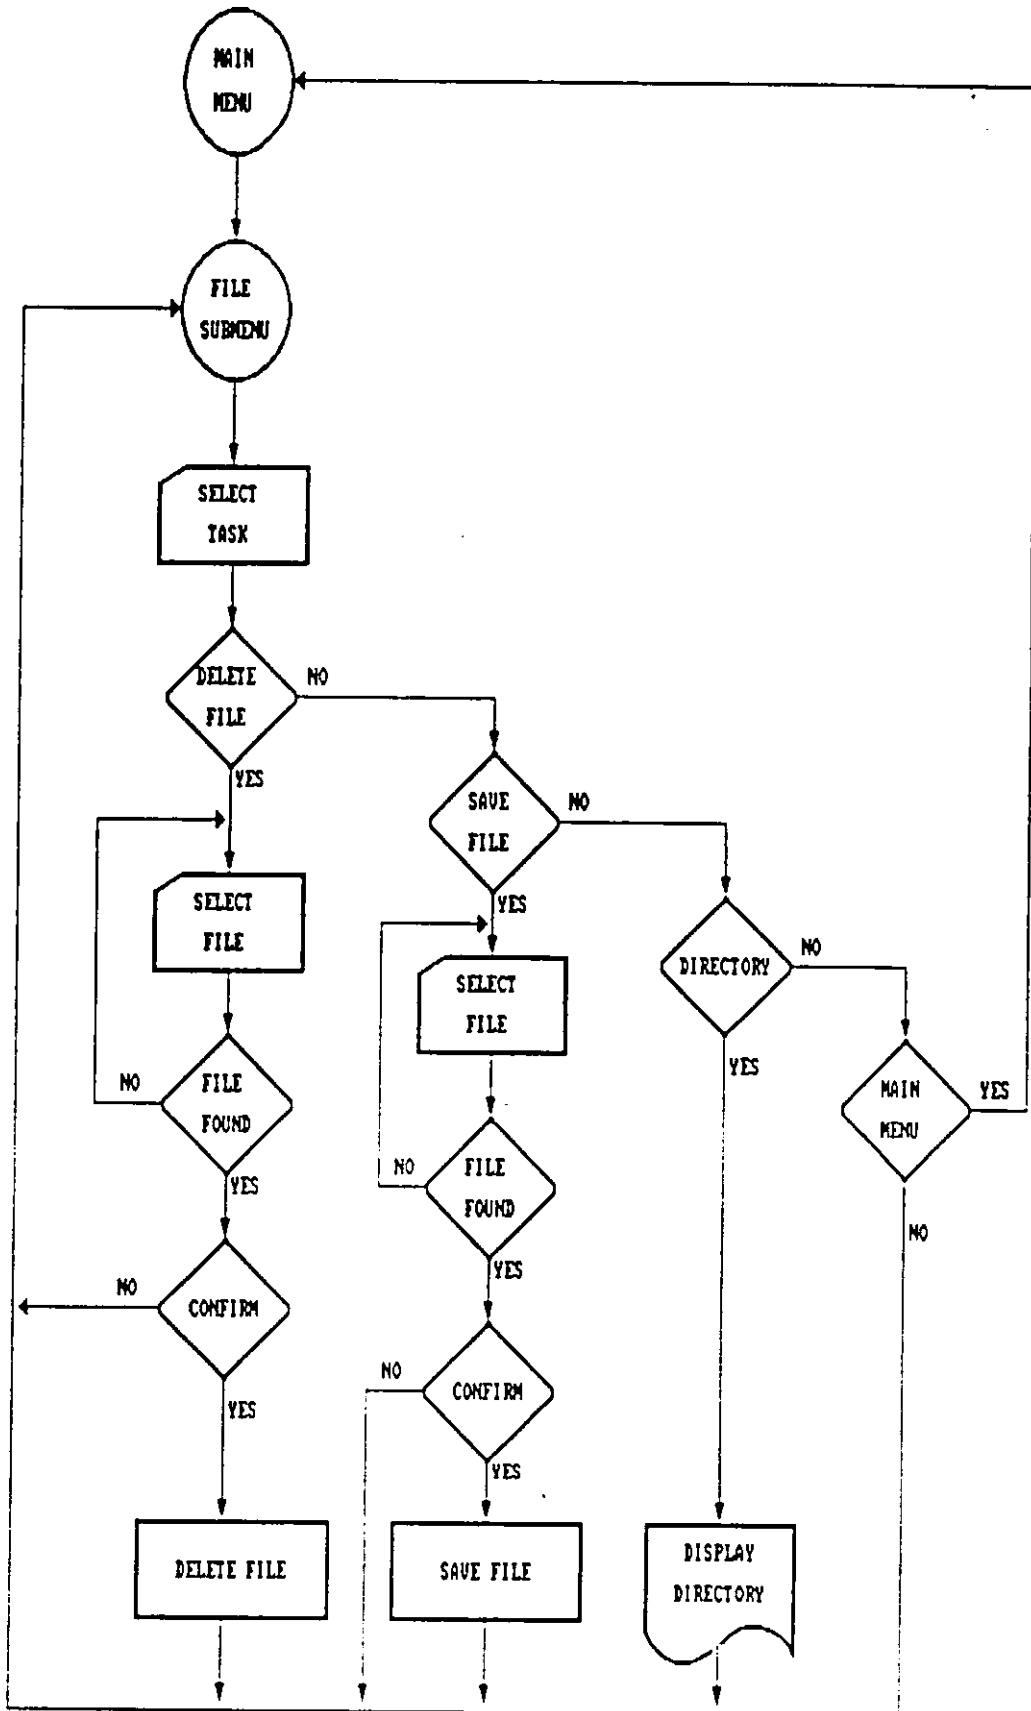 MAIN
MENU
FILE
SUBMENU
SELECT
TASK
DELETE
FILE
NO
YES
SAVE
FILE
NO
YES
SELECT
FILE
DIRECTORY
NO
YES
SELECT
FILE
FILE
FOUND
NO
YES
MAIN
MENU
YES
NO
FILE
FOUND
NO
YES
CONFIRM
NO
YES
CONFIRM
NO
YES
DELETE FILE
SAVE FILE
DISPLAY
DIRECTORY